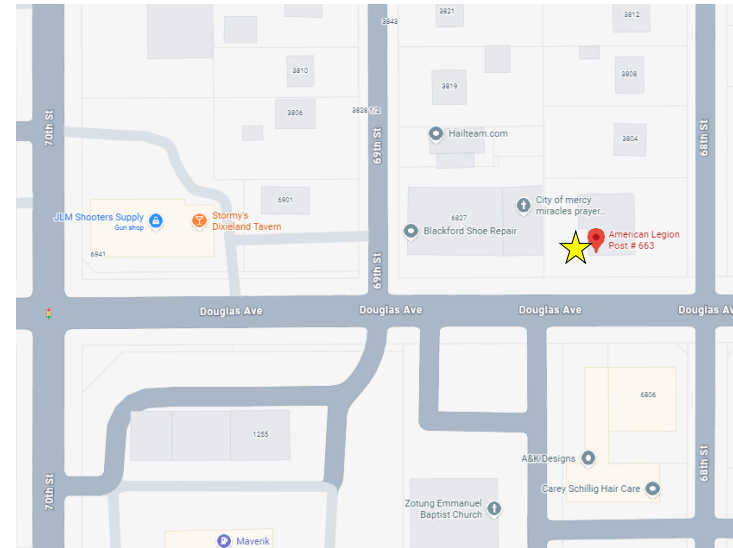 3821
3812
3843
3810
3808
3819
3806
3828 1/2
70th St
69th St
68th St
Hailteam.com
3804
6901
City of mercy
miracles prayer...
JLM Shooters Supply
Gun shop
Stormy's
Dixieland Tavern
6827
Blackford Shoe Repair
American Legion
Post # 663
6941
69th St
Douglas Ave
Douglas Ave
Douglas Ave
Douglas Av
6806
1255
A&K Designs
68th St
70th St
Carey Schillig Hair Care
Zotung Emmanuel
Baptist Church
Maverik